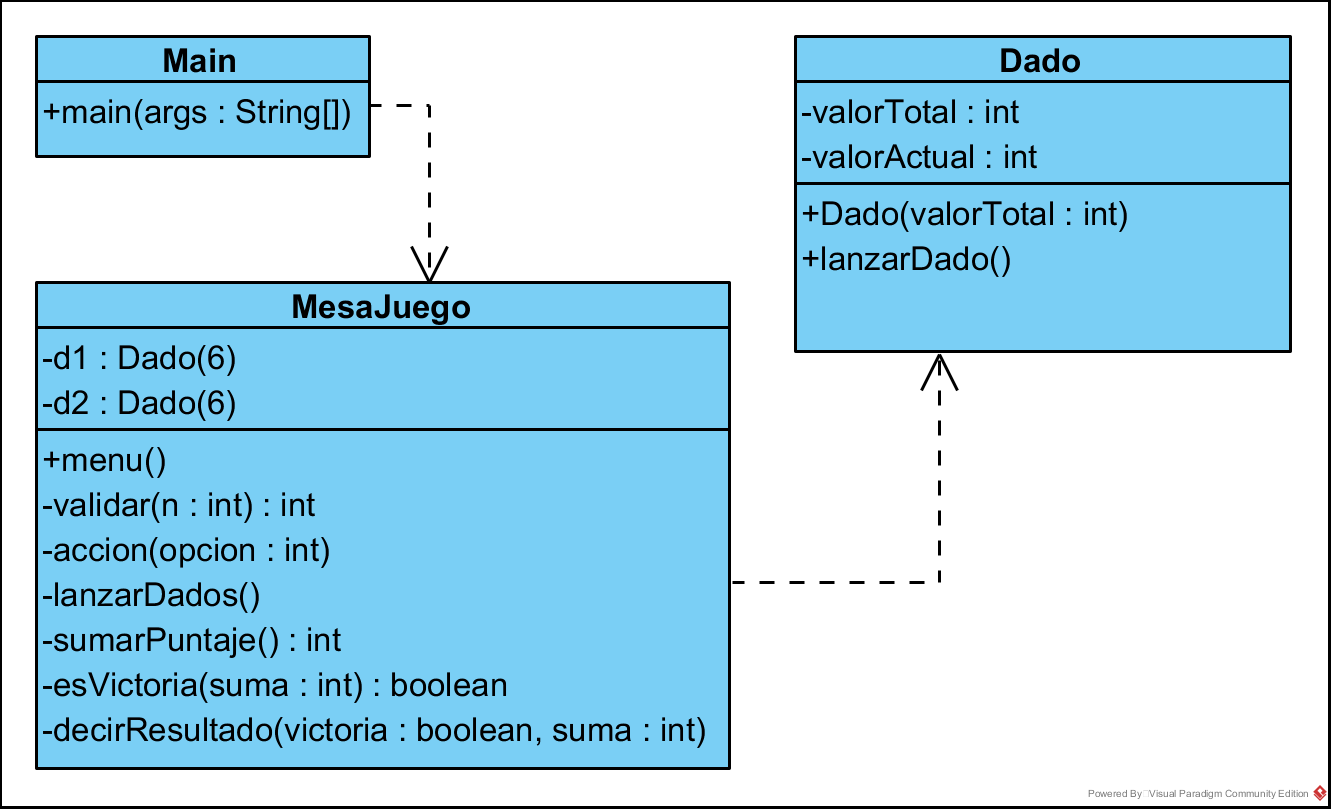 Main
+main(args : String[])
Dado
-valorTotal : int
-valorActual : int
+Dado(valorTotal : int)
+lanzarDado()
MesaJuego
-d1 : Dado(6)
-d2 : Dado(6)
+menu()
-validar(n : int) : int
-accion(opcion : int)
-lanzarDados()
-sumarPuntaje() : int
-esVictoria(suma : int) : boolean
-decirResultado(victoria : boolean, suma : int)
Powered By Visual Paradigm Community Edition